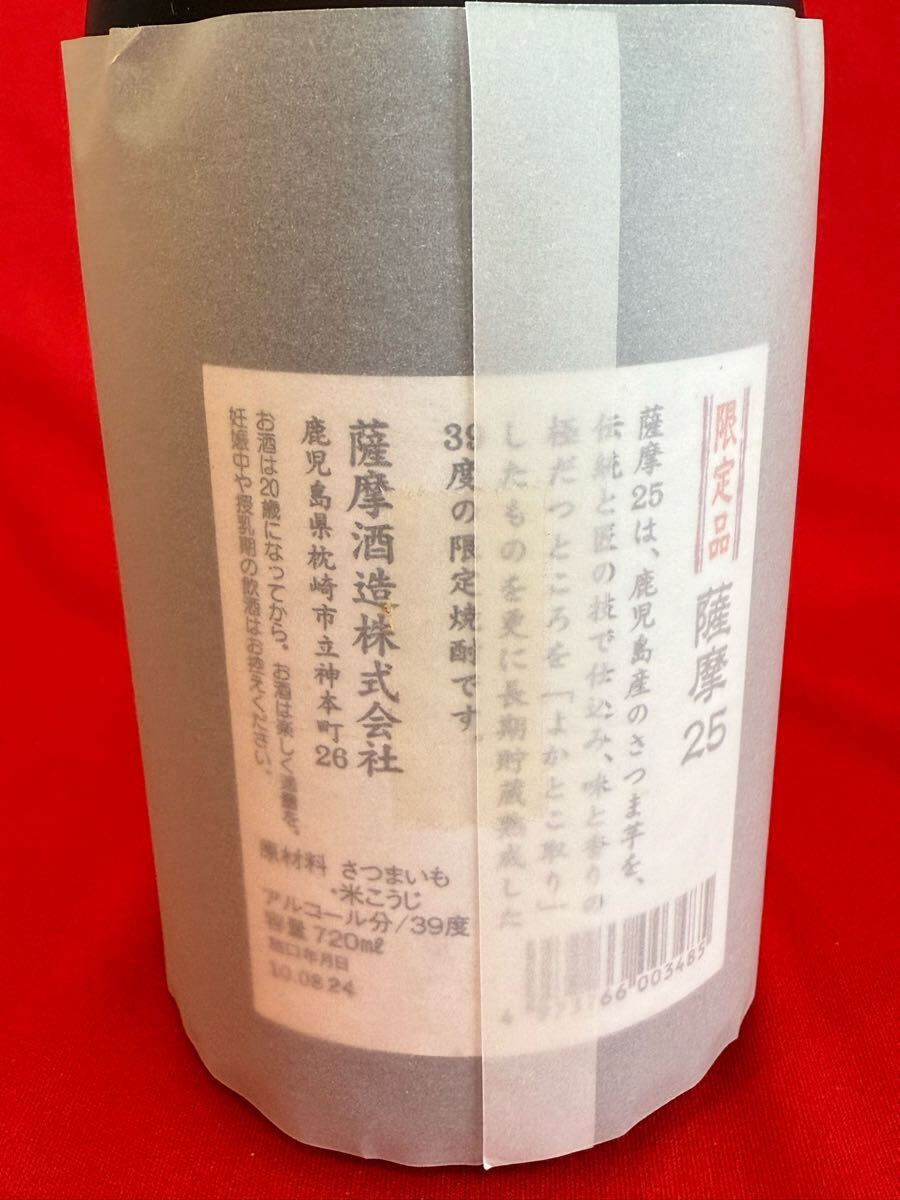 限定品
薩摩25
薩摩25は、鹿児島産のさつま芋を、
伝統と匠の技で仕込み、味と香りの
極だつところを「よかとこ取り」
したものを更に長期貯蔵熟成した
39度の限定焼酎です。
薩摩酒造株式会社
鹿児島県枕崎市立神本町26
お酒は20歳になってから。お酒は楽しく適量を。
妊娠中や授乳期の飲酒はお控えください。
原材料 さつまいも
・米こうじ
アルコール分/39度
容量720mℓ
詰口年月日
10.08.24
4 973766 003485